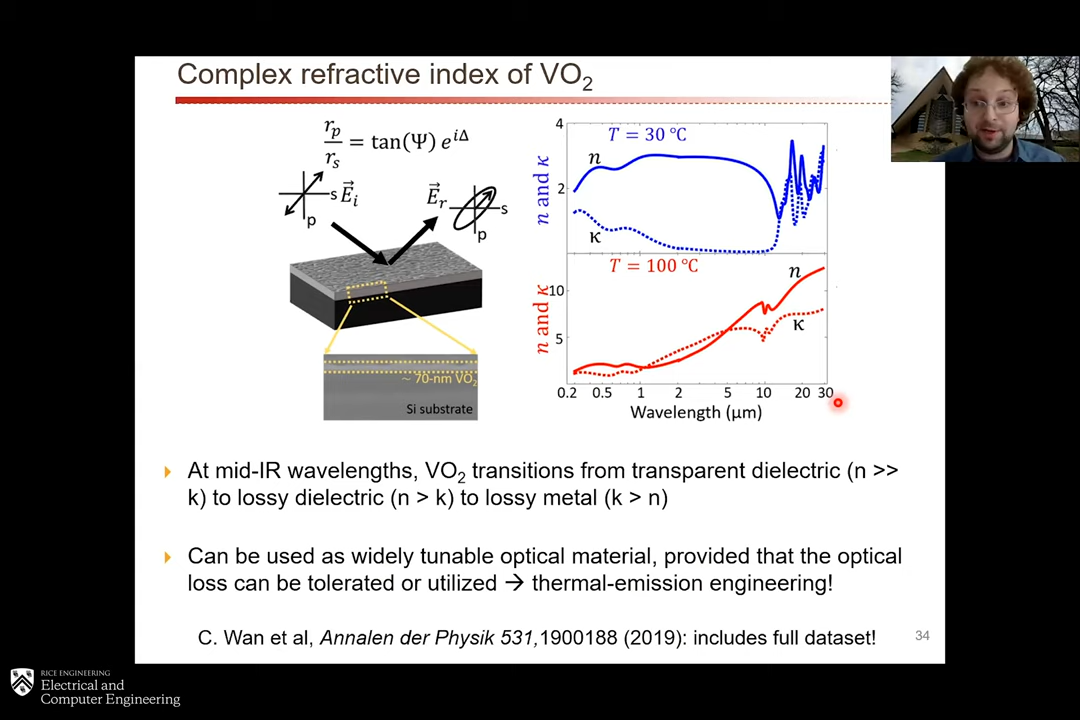 Complex refractive index of VO₂
r_p/r_s = tan(Ψ) e^{iΔ}
s
E⃗_i
p
E⃗_r
s
p
~ 70-nm VO₂
Si substrate
T = 30 °C
n
κ
n and κ
4
2
T = 100 °C
n
κ
n and κ
10
5
0.2 0.5 1 2 5 10 20 30
Wavelength (μm)
At mid-IR wavelengths, VO₂ transitions from transparent dielectric (n >>
k) to lossy dielectric (n > k) to lossy metal (k > n)
Can be used as widely tunable optical material, provided that the optical
loss can be tolerated or utilized → thermal-emission engineering!
C. Wan et al, Annalen der Physik 531,1900188 (2019): includes full dataset!
34
RICE ENGINEERING
Electrical and
Computer Engineering